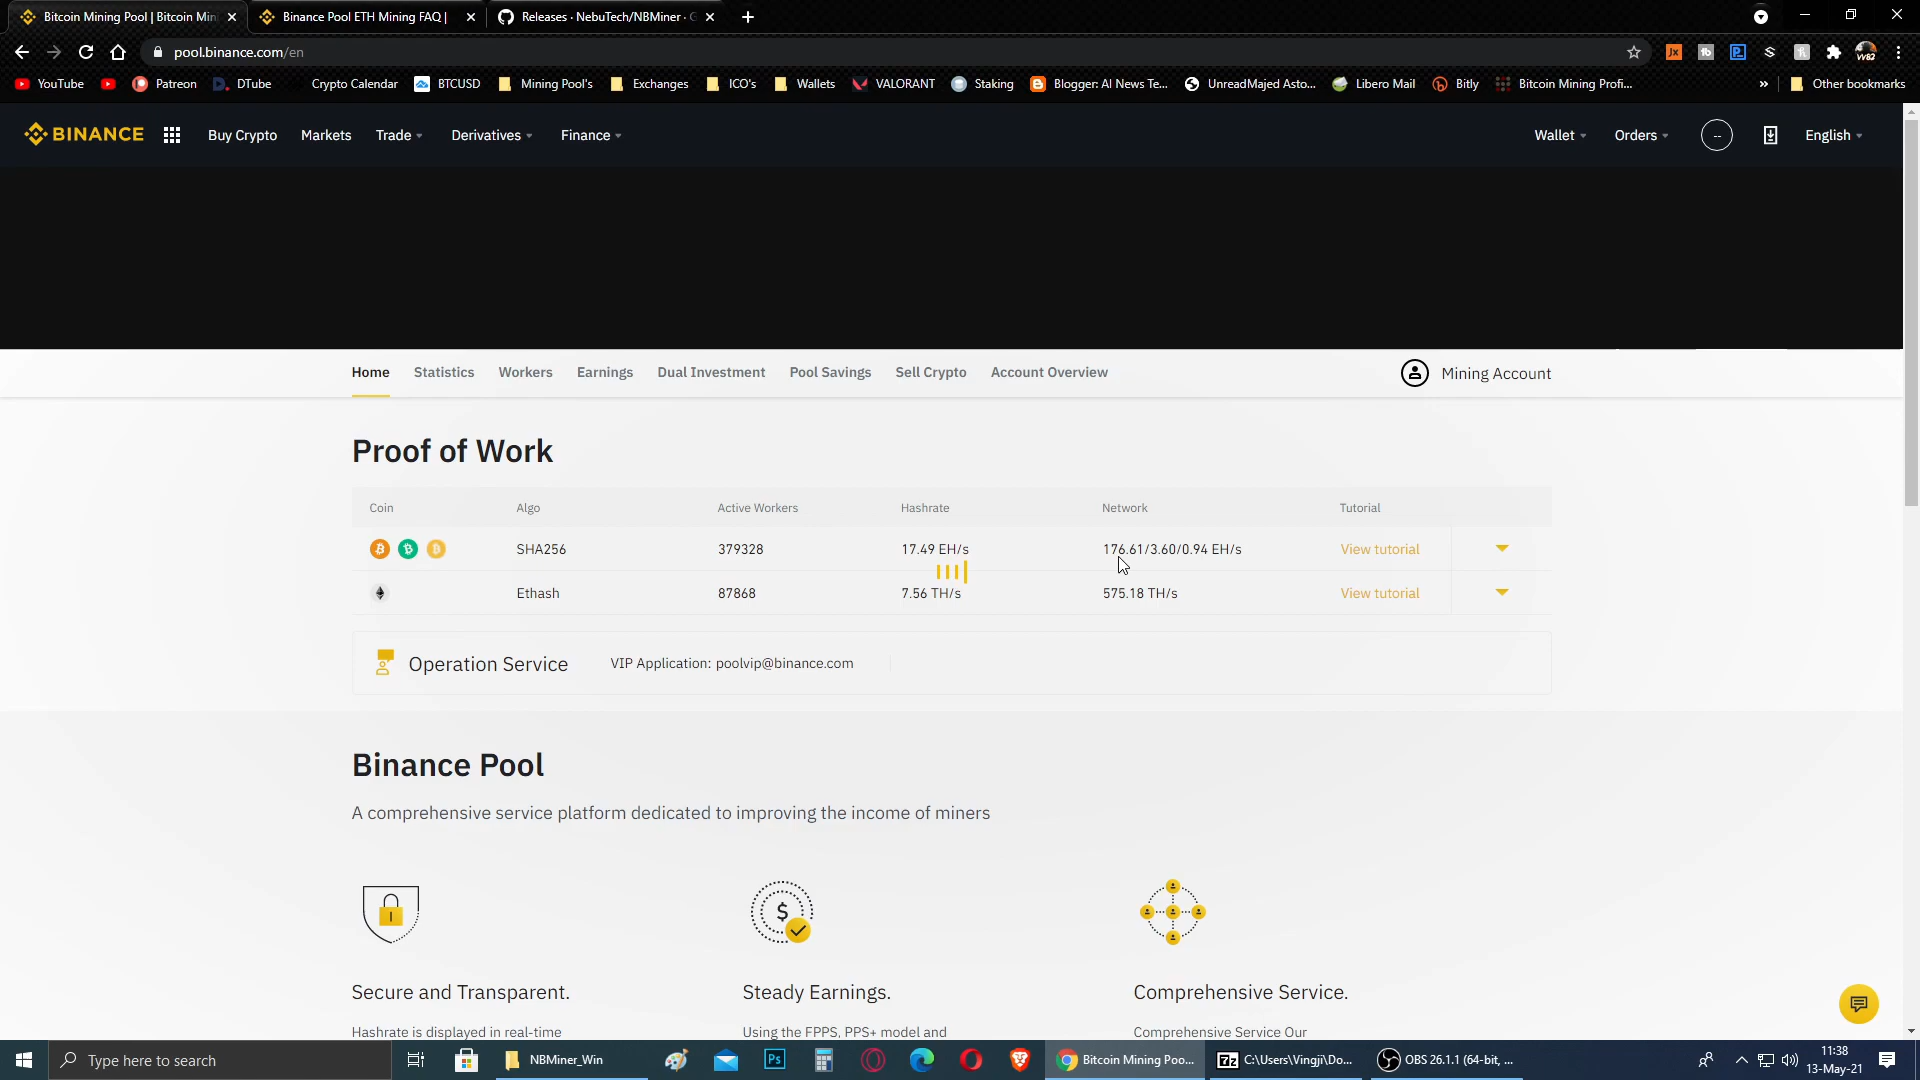 Bitcoin Mining Pool | Bitcoin Min
Binance Pool ETH Mining FAQ |
Releases · NebuTech/NBMiner · G
pool.binance.com/en
YouTube
Patreon
DTube
Crypto Calendar
BTCUSD
Mining Pool's
Exchanges
ICO's
Wallets
VALORANT
Staking
Blogger: AI News Te...
UnreadMajed Asto...
Libero Mail
Bitly
Bitcoin Mining Profi...
»
Other bookmarks
BINANCE
Buy Crypto
Markets
Trade
Derivatives
Finance
Wallet
Orders
--
English
Home
Statistics
Workers
Earnings
Dual Investment
Pool Savings
Sell Crypto
Account Overview
Mining Account
Proof of Work
Coin Algo Active Workers Hashrate Network Tutorial
SHA256 379328 17.49 EH/s 176.61/3.60/0.94 EH/s View tutorial
Ethash 87868 7.56 TH/s 575.18 TH/s View tutorial
Operation Service
VIP Application: poolvip@binance.com
Binance Pool
A comprehensive service platform dedicated to improving the income of miners
Secure and Transparent.
Steady Earnings.
Comprehensive Service.
Hashrate is displayed in real-time
Using the FPPS, PPS+ model and
Comprehensive Service Our
Type here to search
NBMiner_Win
Ps
Bitcoin Mining Poo...
7z
C:\Users\Vingji\Do...
OBS 26.1.1 (64-bit, ...
11:38
13-May-21